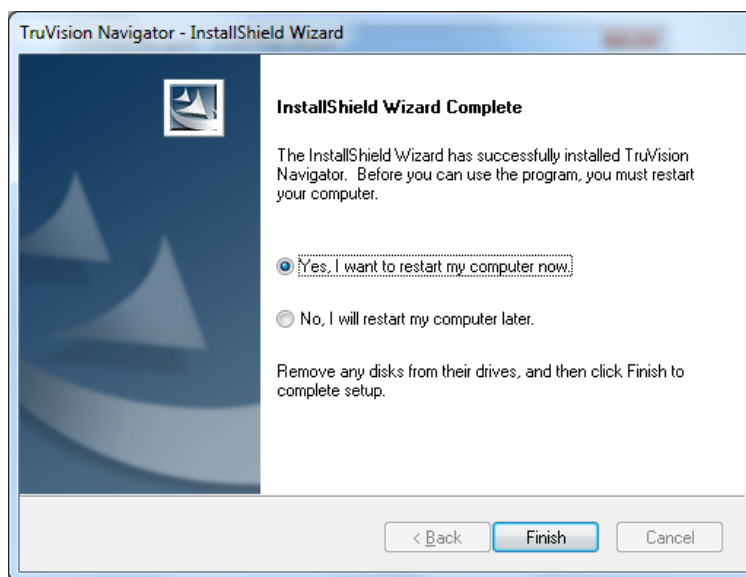 TruVision Navigator - InstallShield Wizard
InstallShield Wizard Complete
The InstallShield Wizard has successfully installed TruVision
Navigator. Before you can use the program, you must restart
your computer.
Yes, I want to restart my computer now.
No, I will restart my computer later.
Remove any disks from their drives, and then click Finish to
complete setup.
< Back
Finish
Cancel